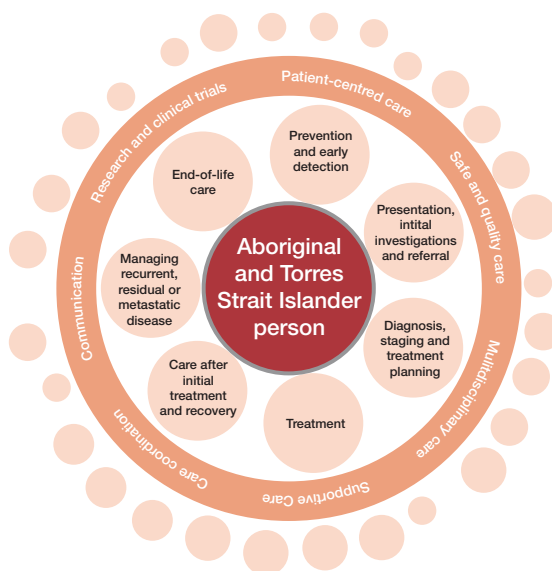 Patient-centred care
Safe and quality care
Multidisciplinary care
Supportive Care
Care coordination
Communication
Research and clinical trials
Prevention
and early
detection
Presentation,
intital
investigations
and referral
Diagnosis,
staging and
treatment
planning
Treatment
Care after
initial
treatment
and recovery
Managing
recurrent,
residual or
metastatic
disease
End-of-life
care
Aboriginal
and Torres
Strait Islander
person